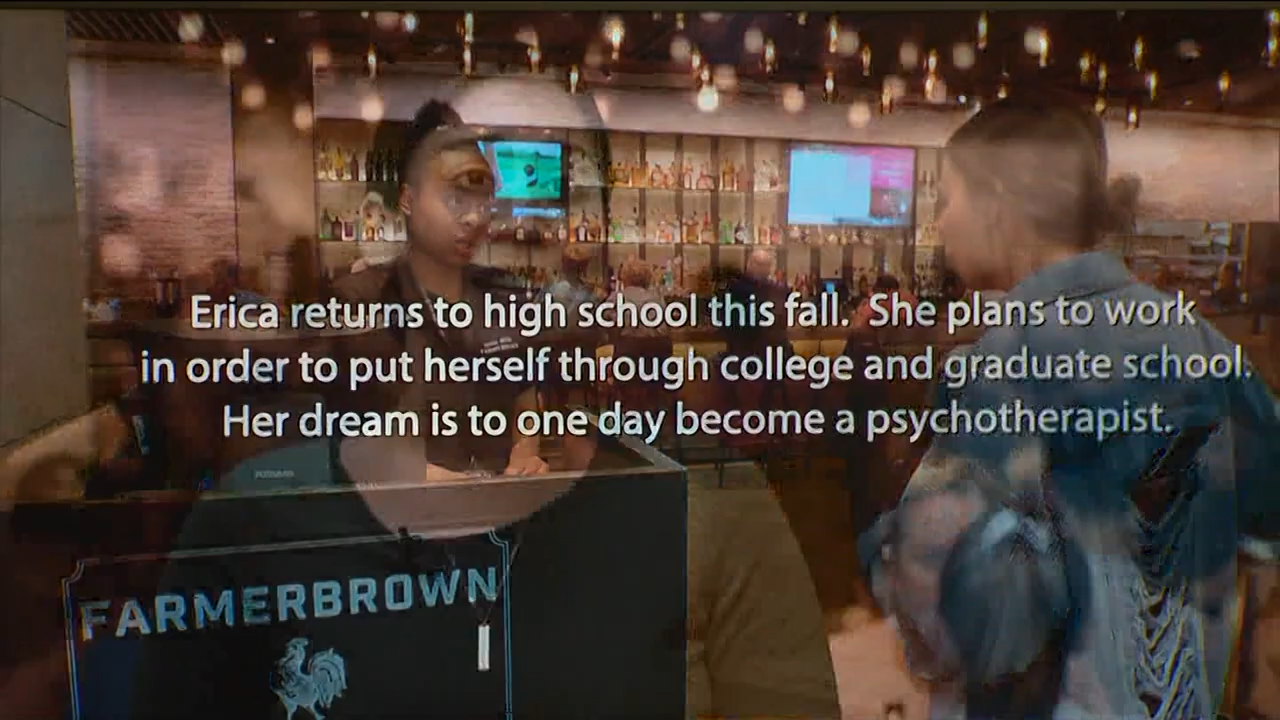 Erica returns to high school this fall.  She plans to work
in order to put herself through college and graduate school.
Her dream is to one day become a psychotherapist.
FARMERBROWN